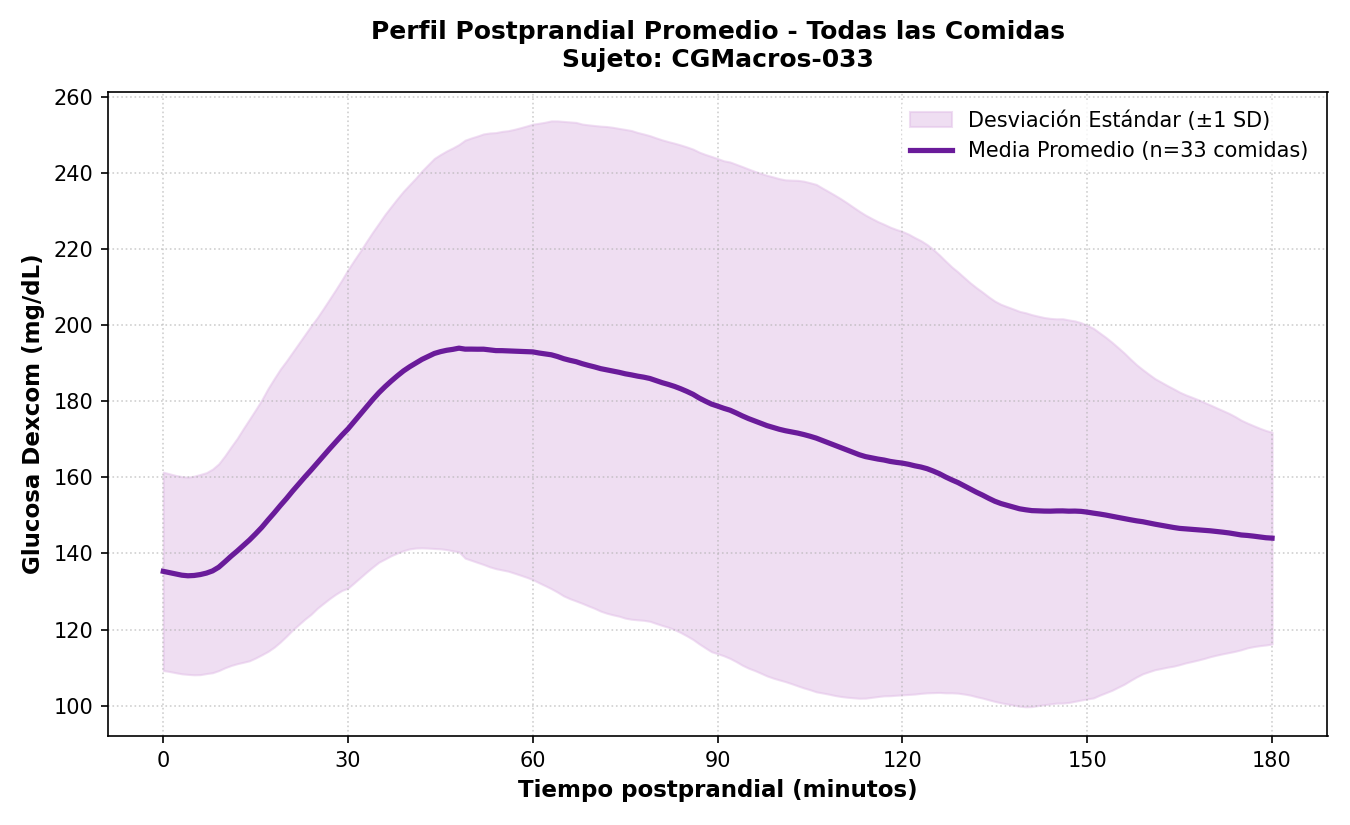 Perfil Postprandial Promedio - Todas las Comidas
Sujeto: CGMacros-033
260
240
220
200
180
160
140
120
100
Glucosa Dexcom (mg/dL)
Desviación Estándar (±1 SD)
Media Promedio (n=33 comidas)
0 30 60 90 120 150 180
Tiempo postprandial (minutos)